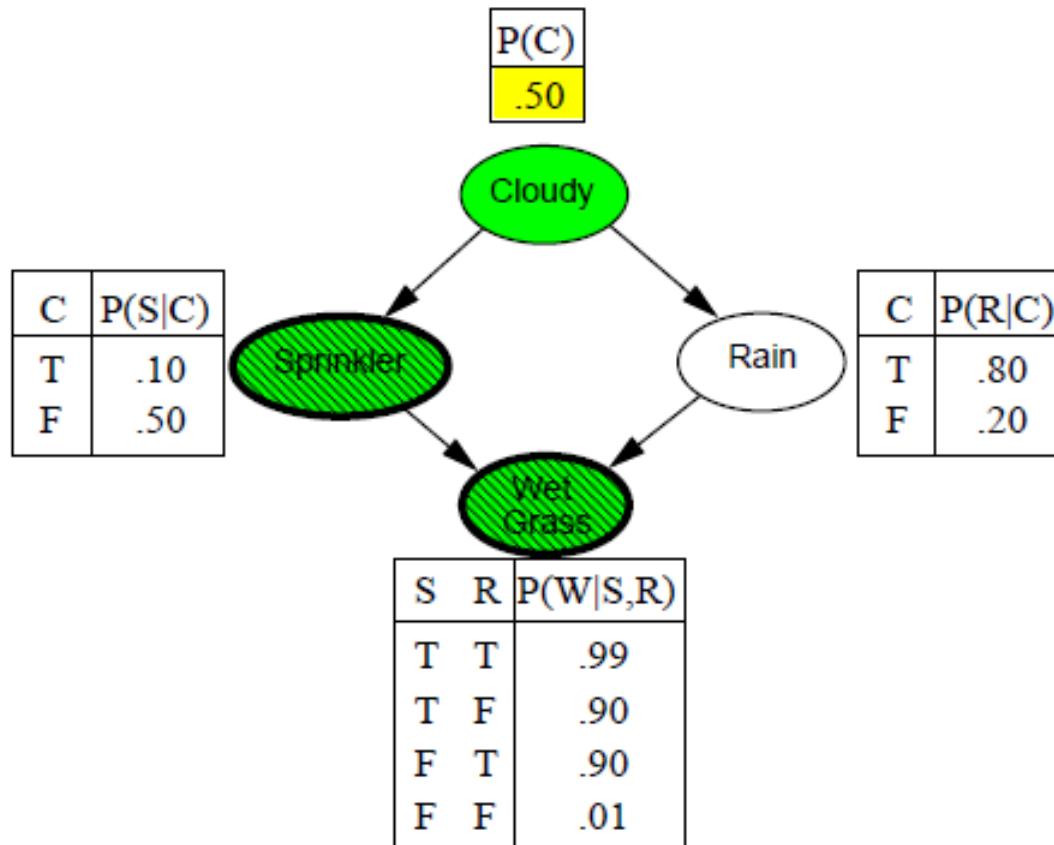 P(C)
.50
Cloudy
C P(S|C)
T .10
F .50
Sprinkler
Rain
C P(R|C)
T .80
F .20
Wet
Grass
S R P(W|S,R)
T T .99
T F .90
F T .90
F F .01